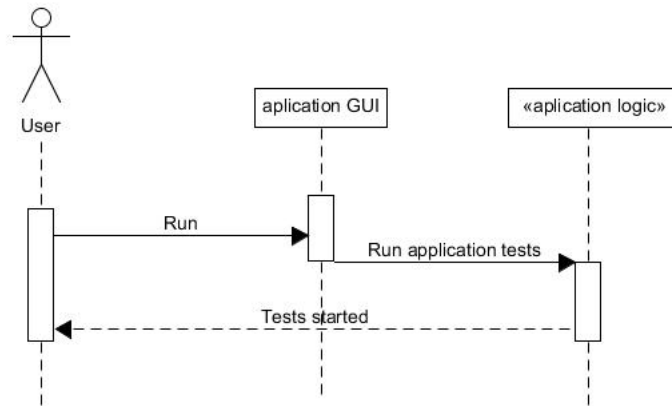 User
aplication GUI
«aplication logic»
Run
Run application tests
Tests started